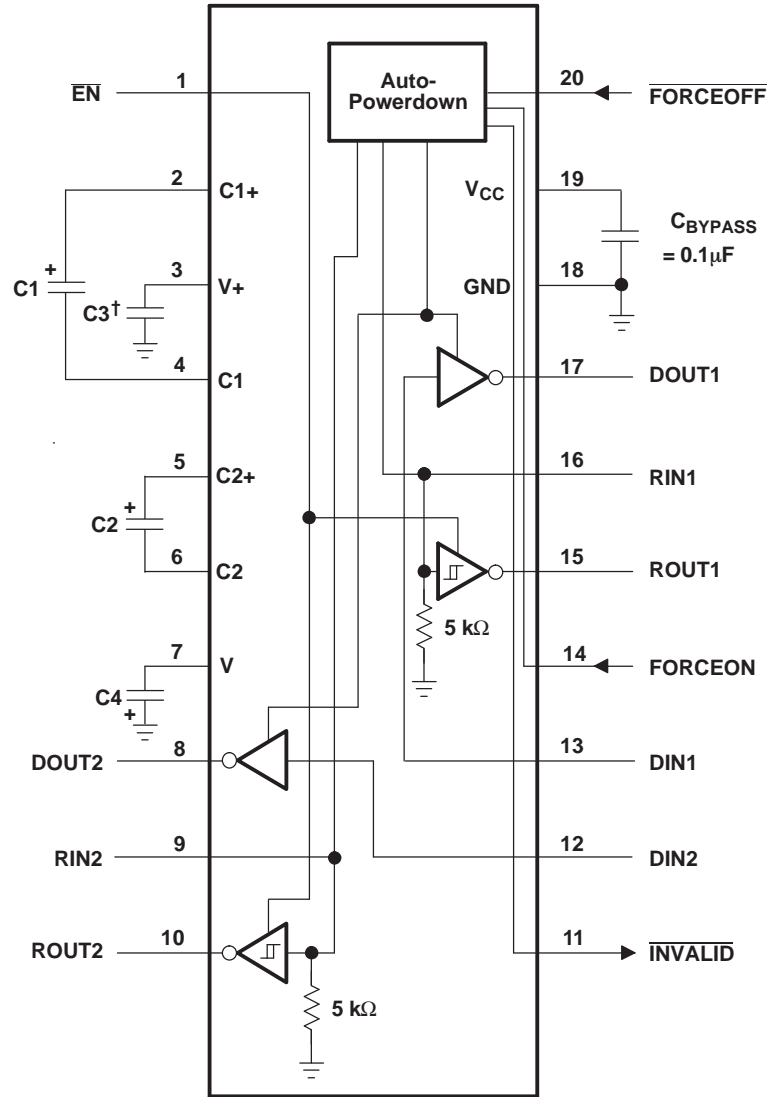 Auto-
Powerdown
EN 1
20 FORCEOFF
2 C1+
VCC 19
CBYPASS
= 0.1µF
+
C1
3 V+
C3†
GND 18
4 C1
17 DOUT1
5 C2+
16 RIN1
+
C2
6 C2
15 ROUT1
5 kΩ
7 V
14 FORCEON
C4
+
DOUT2 8
13 DIN1
RIN2 9
12 DIN2
ROUT2 10
11 INVALID
5 kΩ